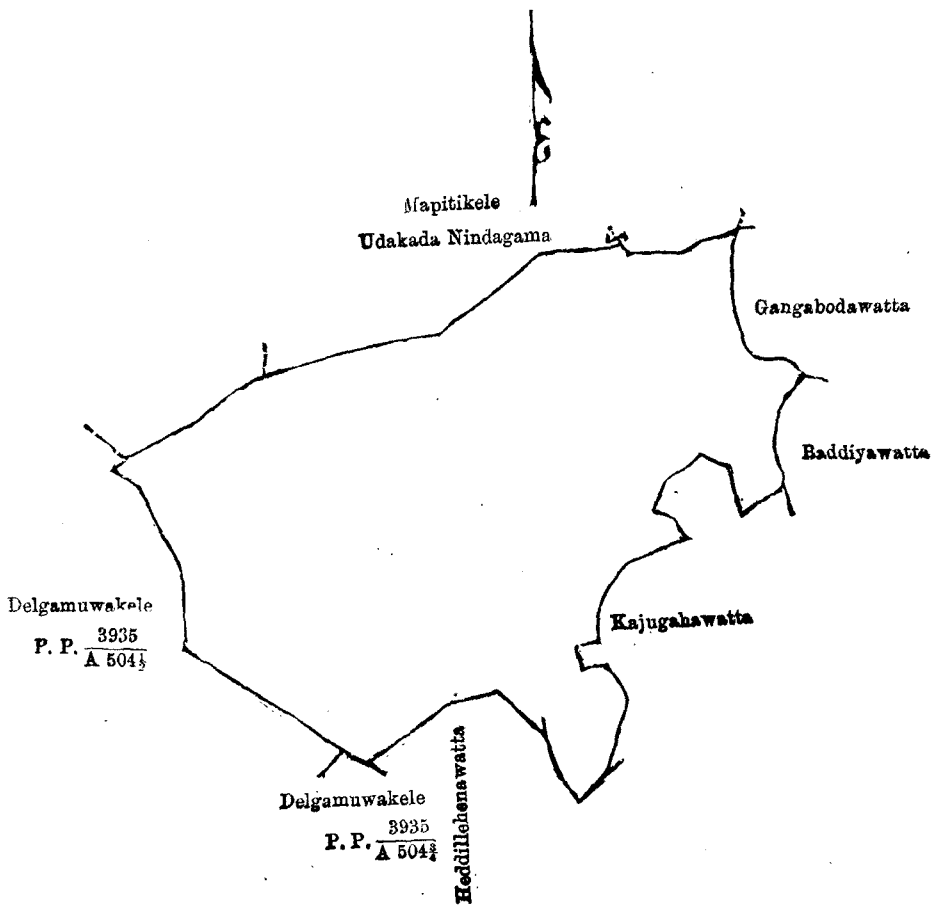 Mapitikele
Udakada Nindagama
Gangabodawatta
Baddiyawatta
Delgamuwakele
P. P. 3935
A 504½
Kajugahawatta
Delgamuwakele
P. P. 3935
A 504¾
Heddillehenawatta